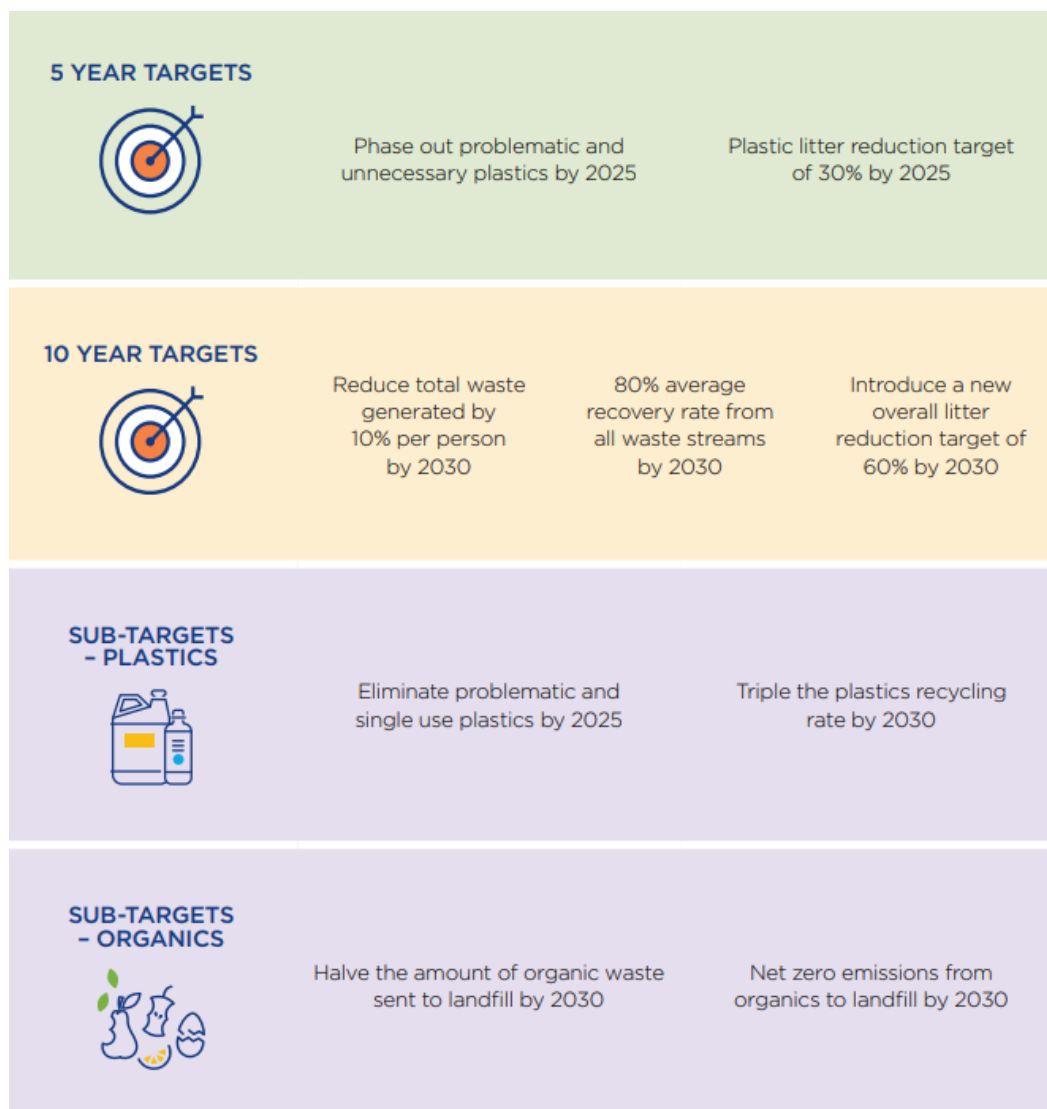 5 YEAR TARGETS
Phase out problematic and
unnecessary plastics by 2025
Plastic litter reduction target
of 30% by 2025
10 YEAR TARGETS
Reduce total waste
generated by
10% per person
by 2030
80% average
recovery rate from
all waste streams
by 2030
Introduce a new
overall litter
reduction target of
60% by 2030
SUB-TARGETS
– PLASTICS
Eliminate problematic and
single use plastics by 2025
Triple the plastics recycling
rate by 2030
SUB-TARGETS
– ORGANICS
Halve the amount of organic waste
sent to landfill by 2030
Net zero emissions from
organics to landfill by 2030